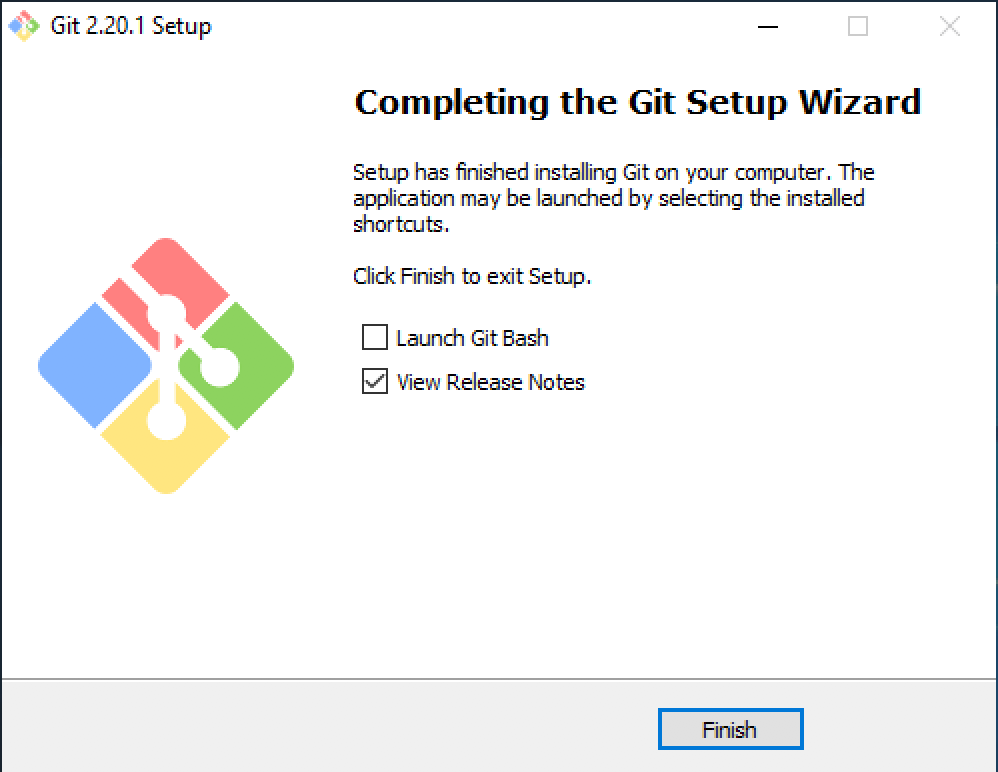 Git 2.20.1 Setup
Completing the Git Setup Wizard
Setup has finished installing Git on your computer. The
application may be launched by selecting the installed
shortcuts.
Click Finish to exit Setup.
Launch Git Bash
View Release Notes
Finish